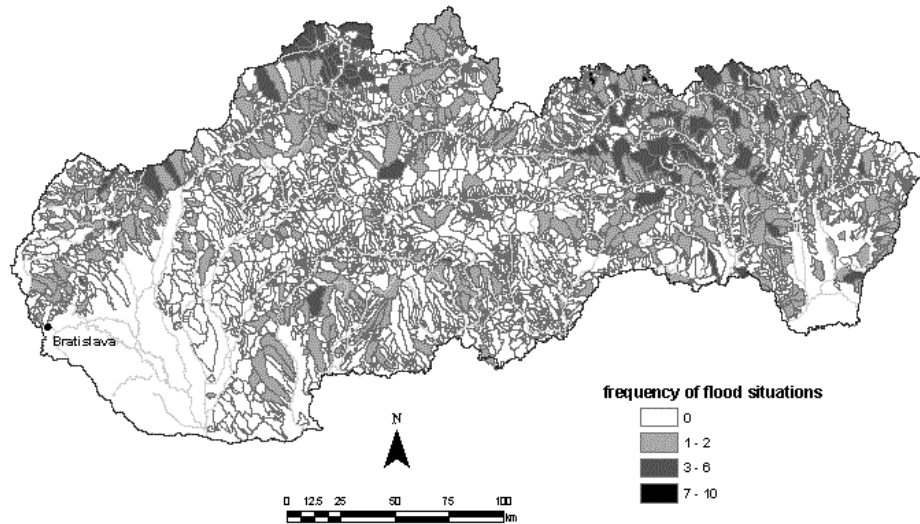 Bratislava
frequency of flood situations
0
1 - 2
3 - 6
7 - 10
N
0 12.5 25 50 75 100
km